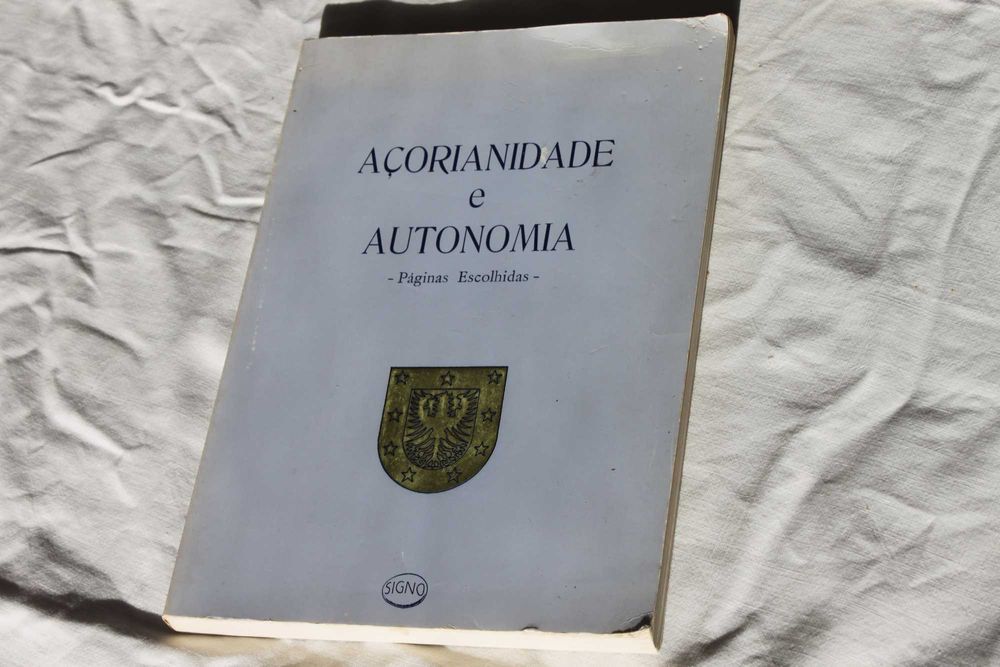 AÇORIANIDADE
e
AUTONOMIA
- Páginas Escolhidas -
SIGNO